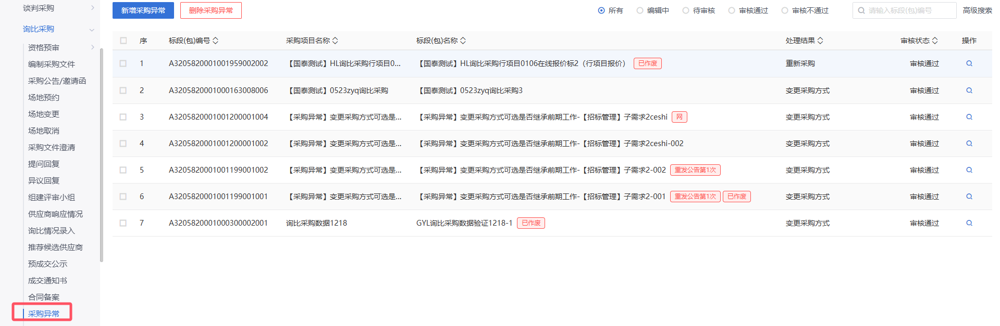 谈判采购
询比采购
资格预审
编制采购文件
采购公告/邀请函
场地预约
场地变更
场地取消
采购文件澄清
提问回复
异议回复
组建评审小组
供应商响应情况
询比情况录入
推荐候选供应商
预成交公示
成交通知书
合同备案
采购异常
新增采购异常 删除采购异常 所有 编辑中 待审核 审核通过 审核不通过 请输入标段(包)编号 高级搜索
序 标段(包)编号 采购项目名称 标段(包)名称 处理结果 审核状态 操作
1 A3205820001001959002002 【国泰测试】HL询比采购行项目0... 【国泰测试】HL询比采购行项目0106在线报价标2（行项目报价） 已作废 重新采购 审核通过
2 A3205820001000163008006 【国泰测试】0523zyq询比采购 【国泰测试】0523zyq询比采购3 变更采购方式 审核通过
3 A3205820001001200001004 【采购异常】变更采购方式可选是... 【采购异常】变更采购方式可选是否继承前期工作-【招标管理】子需求2ceshi 网 变更采购方式 审核通过
4 A3205820001001200001002 【采购异常】变更采购方式可选是... 【采购异常】变更采购方式可选是否继承前期工作-【招标管理】子需求2ceshi-002 变更采购方式 审核通过
5 A3205820001001199001002 【采购异常】变更采购方式可选是... 【采购异常】变更采购方式可选是否继承前期工作-【招标管理】子需求2-002 重发公告第1次 变更采购方式 审核通过
6 A3205820001001199001001 【采购异常】变更采购方式可选是... 【采购异常】变更采购方式可选是否继承前期工作-【招标管理】子需求2-001 重发公告第1次 已作废 变更采购方式 审核通过
7 A3205820001000300002001 询比采购数据1218 GYL询比采购数据验证1218-1 已作废 变更采购方式 审核通过